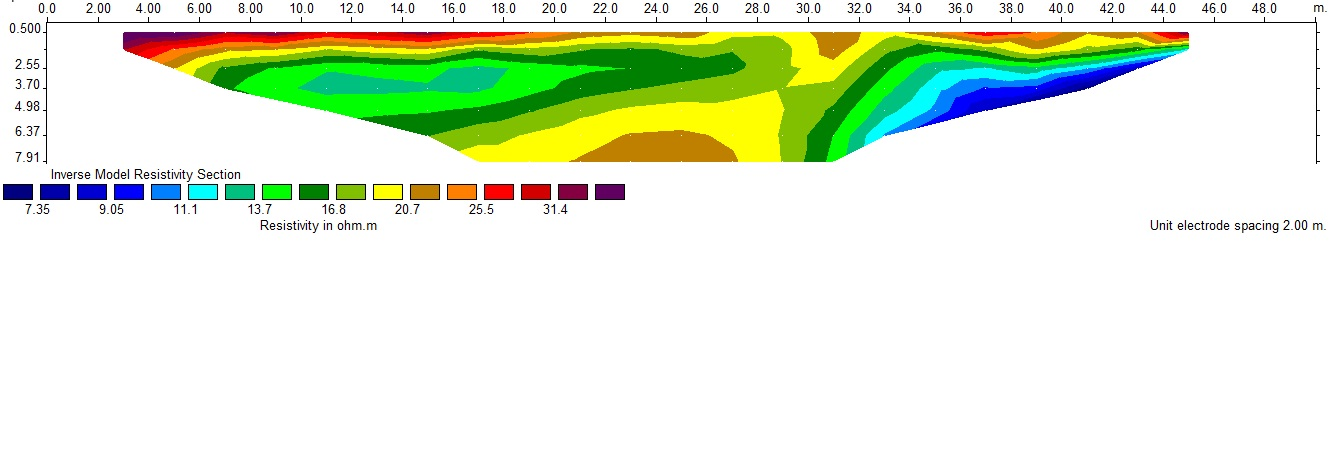 0.0 2.00 4.00 6.00 8.00 10.0 12.0 14.0 16.0 18.0 20.0 22.0 24.0 26.0 28.0 30.0 32.0 34.0 36.0 38.0 40.0 42.0 44.0 46.0 48.0 m.
0.500
2.55
3.70
4.98
6.37
7.91
Inverse Model Resistivity Section
7.35 9.05 11.1 13.7 16.8 20.7 25.5 31.4
Resistivity in ohm.m
Unit electrode spacing 2.00 m.